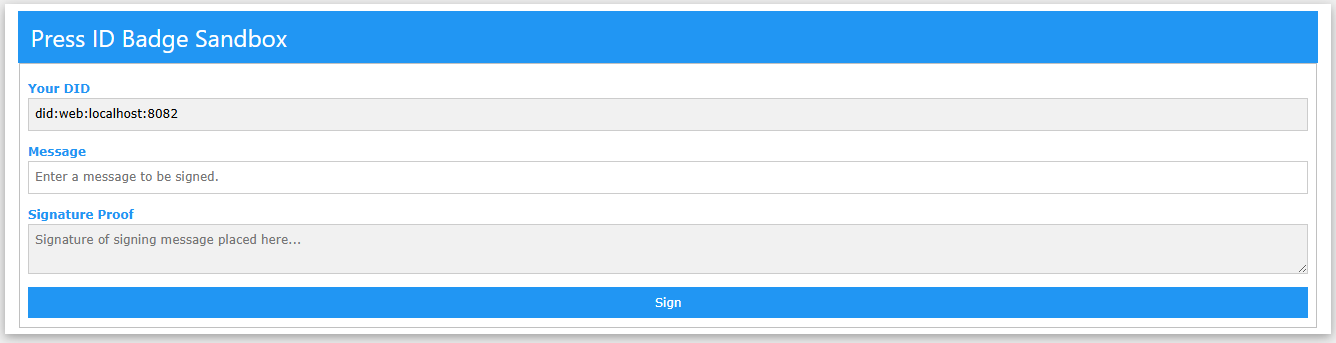 Press ID Badge Sandbox
Your DID
did:web:localhost:8082
Message
Enter a message to be signed.
Signature Proof
Signature of signing message placed here...
Sign